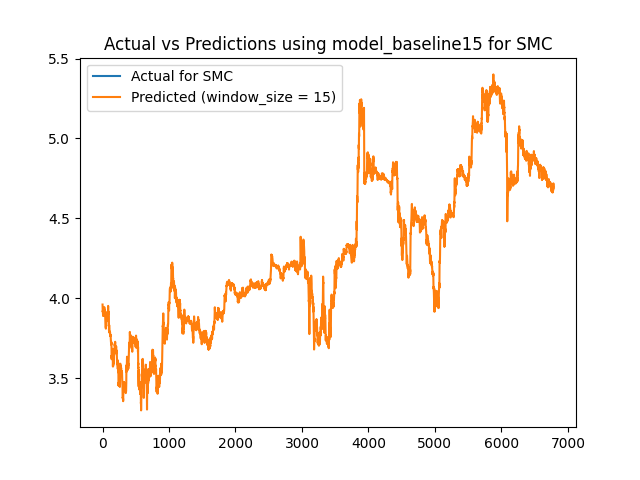 Actual vs Predictions using model_baseline15 for SMC
Actual for SMC
Predicted (window_size = 15)
5.5
5.0
4.5
4.0
3.5
0 1000 2000 3000 4000 5000 6000 7000